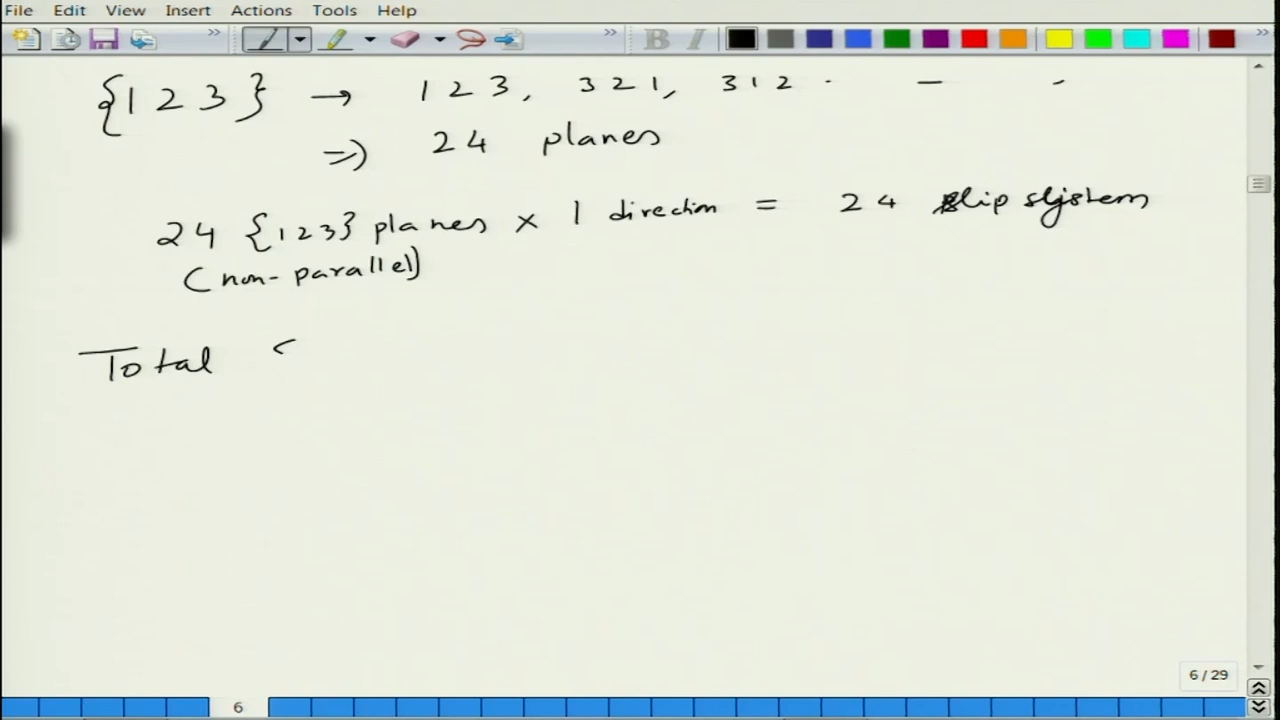 File Edit View Insert Actions Tools Help
{1 2 3} → 1 2 3, 3 2 1, 3 1 2 · – -
⇒ 24 planes
24 {1 2 3} planes × 1 direction = 24 slip systems
(non-parallel)
Total
6 / 29
6